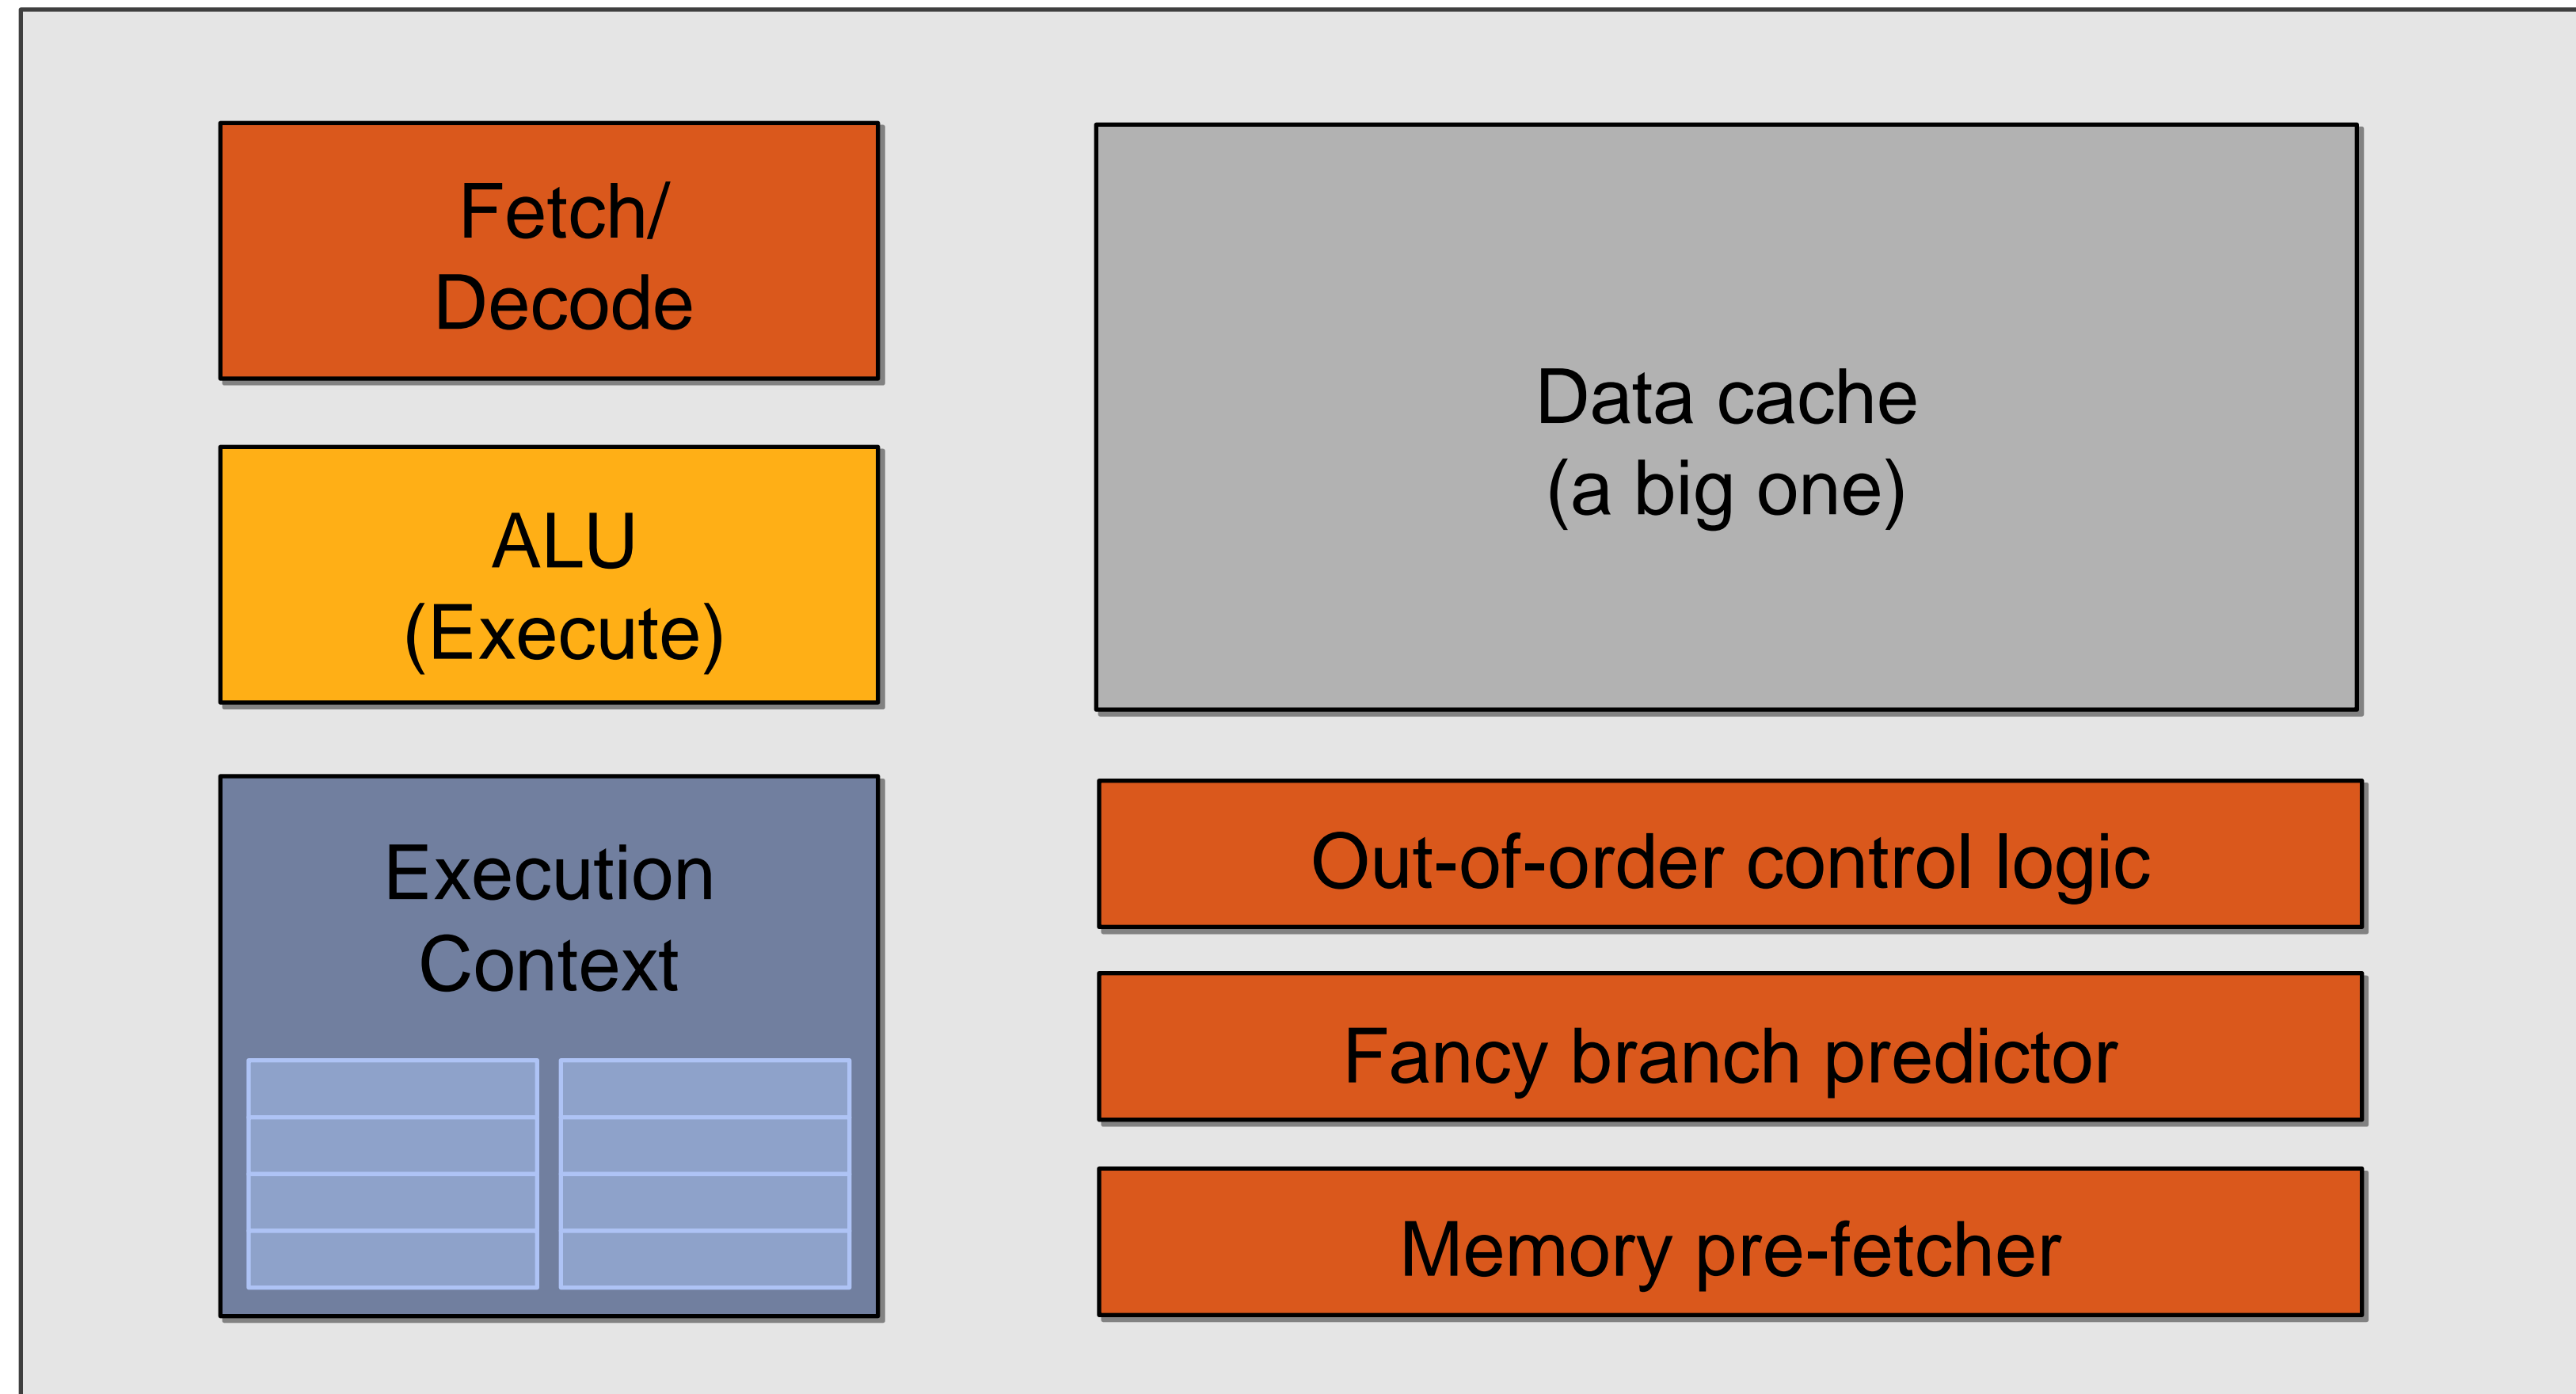 Fetch/
Decode
ALU
(Execute)
Execution
Context
Data cache
(a big one)
Out-of-order control logic
Fancy branch predictor
Memory pre-fetcher